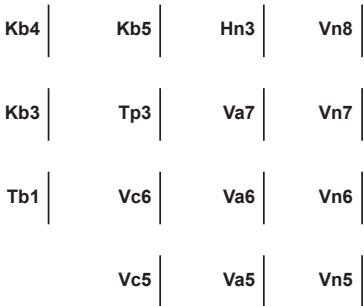 Kb4 Kb5 Hn3 Vn8
Kb3 Tp3 Va7 Vn7
Tb1 Vc6 Va6 Vn6
Vc5 Va5 Vn5